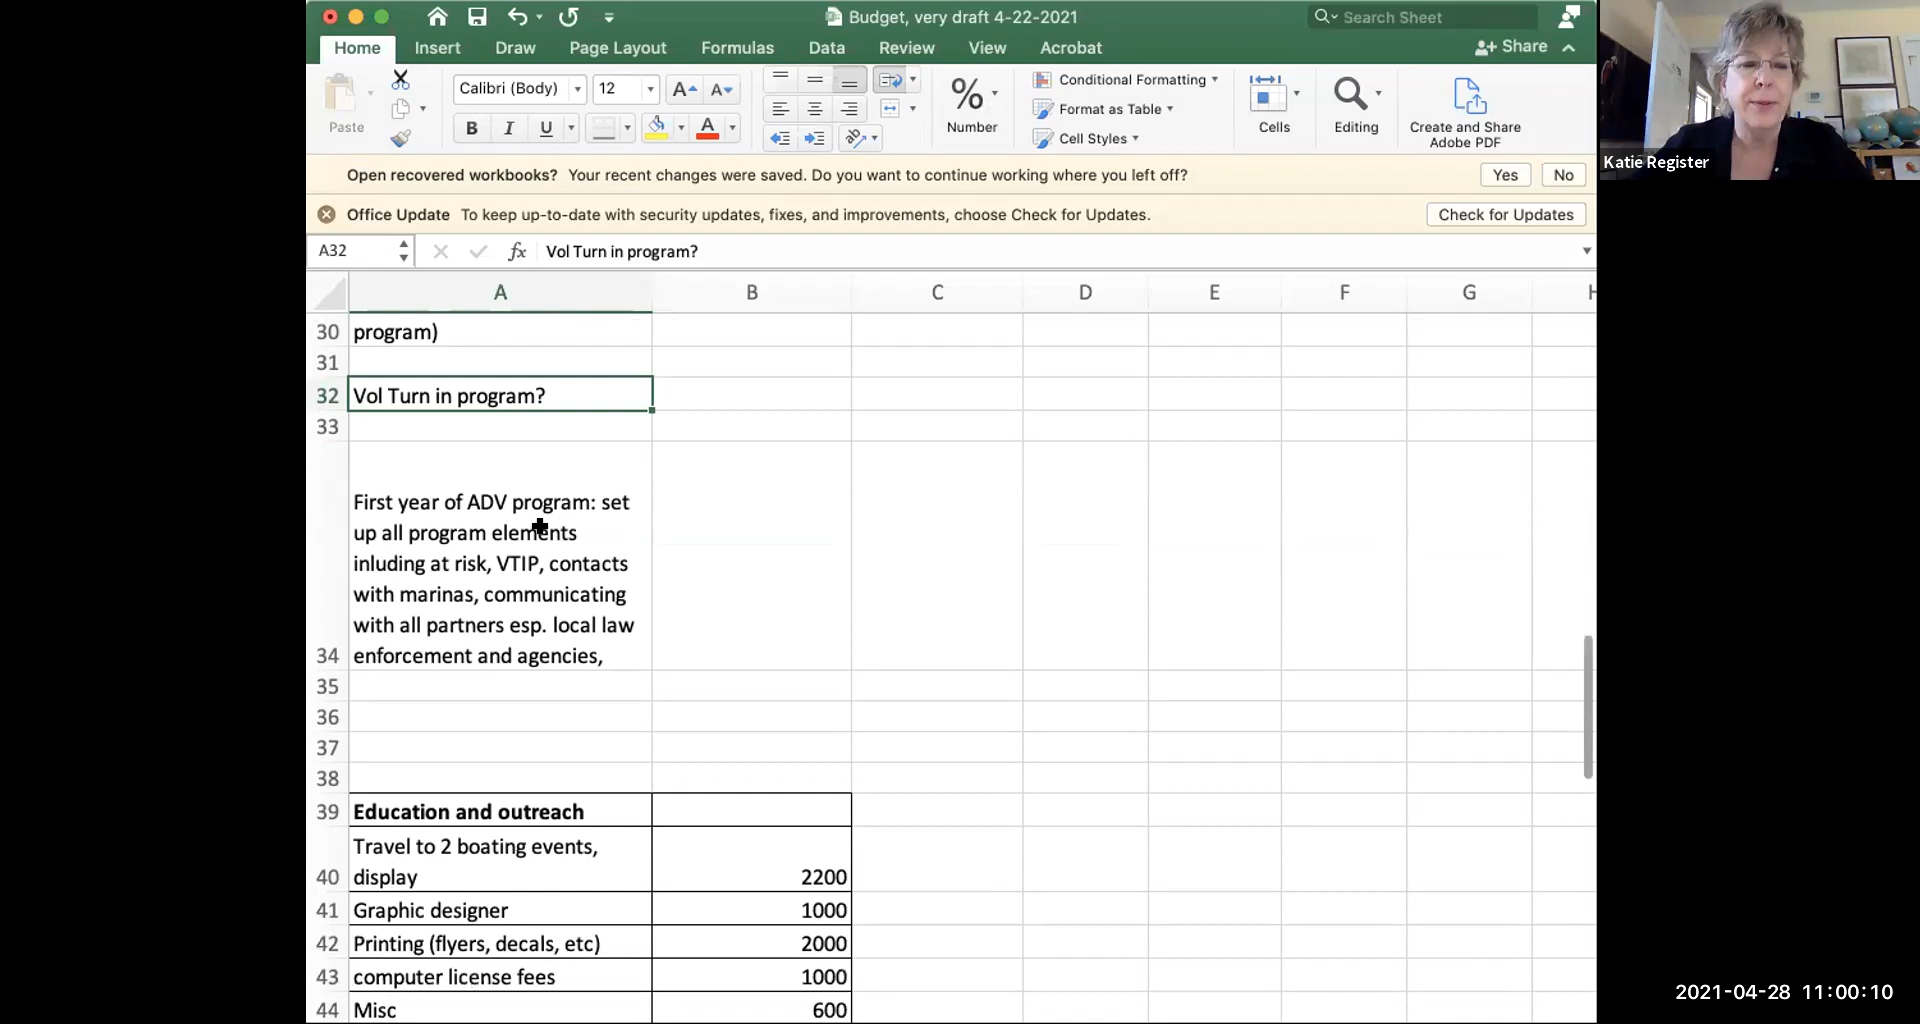 Budget, very draft 4-22-2021
Search Sheet
Home Insert Draw Page Layout Formulas Data Review View Acrobat Share
Paste
Calibri (Body) 12 A A
B I U A
%
Number
Conditional Formatting
Format as Table
Cell Styles
Cells
Editing
Create and Share
Adobe PDF
Katie Register
Open recovered workbooks? Your recent changes were saved. Do you want to continue working where you left off? Yes No
Office Update To keep up-to-date with security updates, fixes, and improvements, choose Check for Updates. Check for Updates
A32 fx Vol Turn in program?
A B C D E F G H
30 program)
31
32 Vol Turn in program?
33
First year of ADV program: set
up all program elements
inluding at risk, VTIP, contacts
with marinas, communicating
with all partners esp. local law
34 enforcement and agencies,
35
36
37
38
39 Education and outreach
Travel to 2 boating events,
40 display 2200
41 Graphic designer 1000
42 Printing (flyers, decals, etc) 2000
43 computer license fees 1000
44 Misc 600
2021-04-28 11:00:10